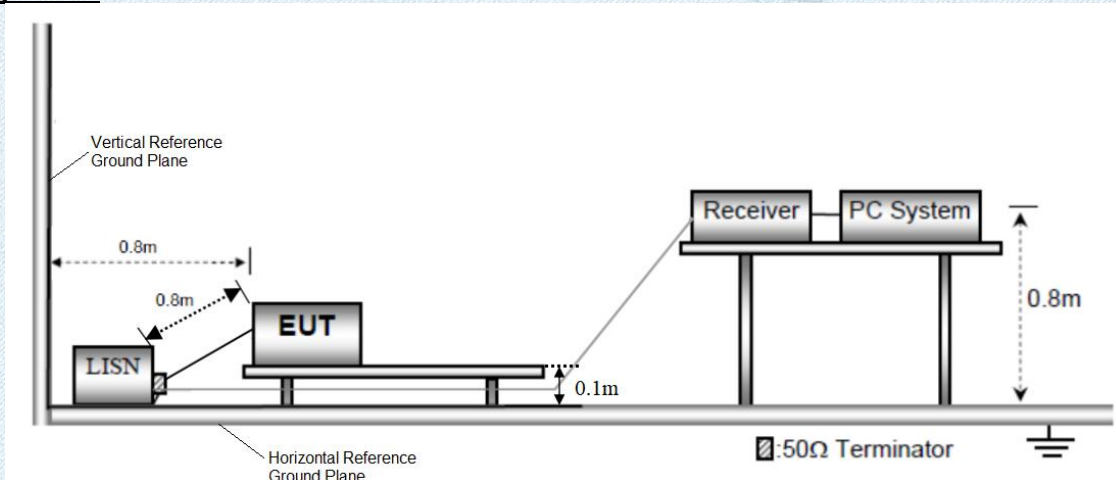 Vertical Reference
Ground Plane
0.8m
0.8m
EUT
LISN
0.1m
Receiver
PC System
0.8m
:50Ω Terminator
Horizontal Reference
Ground Plane